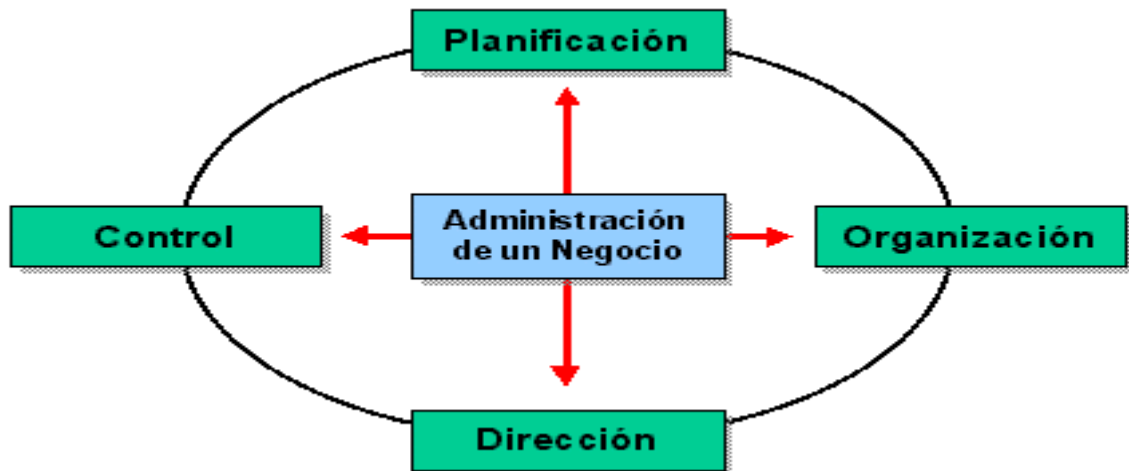 Planificación
Control
Administración
de un Negocio
Organización
Dirección